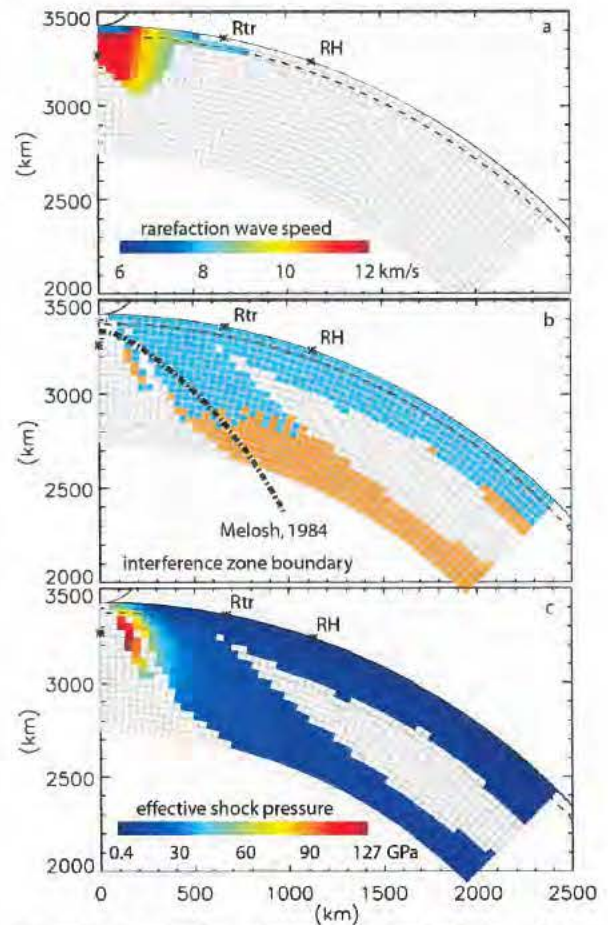 3500
3000
2500
2000
(km)
Rtr
RH
a
rarefaction wave speed
6 8 10 12 km/s
3500
3000
2500
2000
(km)
Rtr
RH
b
Melosh, 1984
interference zone boundary
3500
3000
2500
2000
(km)
Rtr
RH
c
effective shock pressure
0.4 30 60 90 127 GPa
0 500 1000 1500 2000 2500
(km)